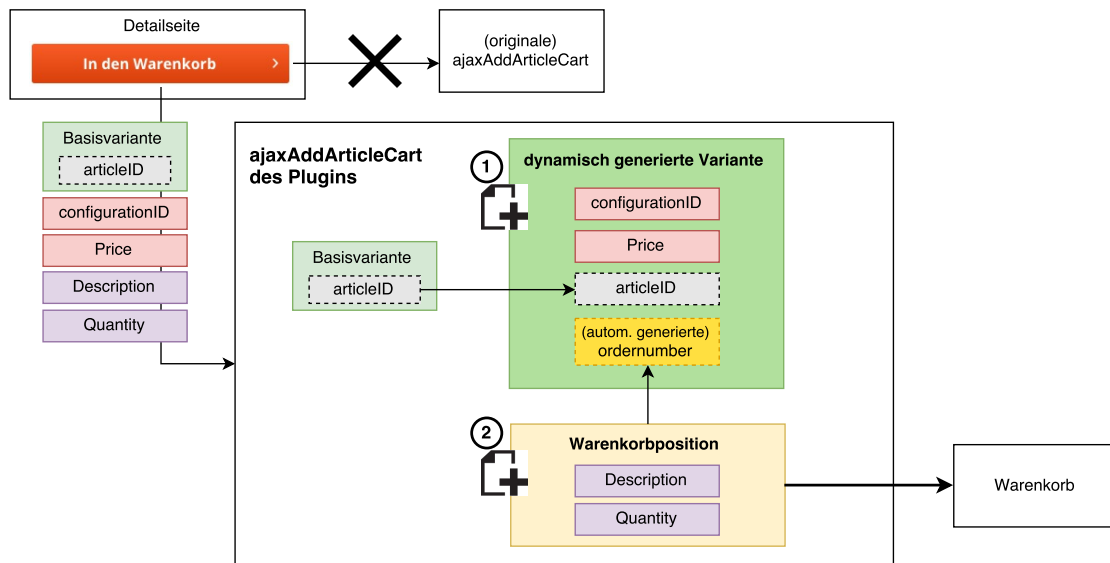 Detailseite
In den Warenkorb
(originale)
ajaxAddArticleCart
Basisvariante
articleID
configurationID
Price
Description
Quantity
ajaxAddArticleCart
des Plugins
1
dynamisch generierte Variante
configurationID
Price
articleID
(autom. generierte)
ordernumber
Basisvariante
articleID
2
Warenkorbposition
Description
Quantity
Warenkorb